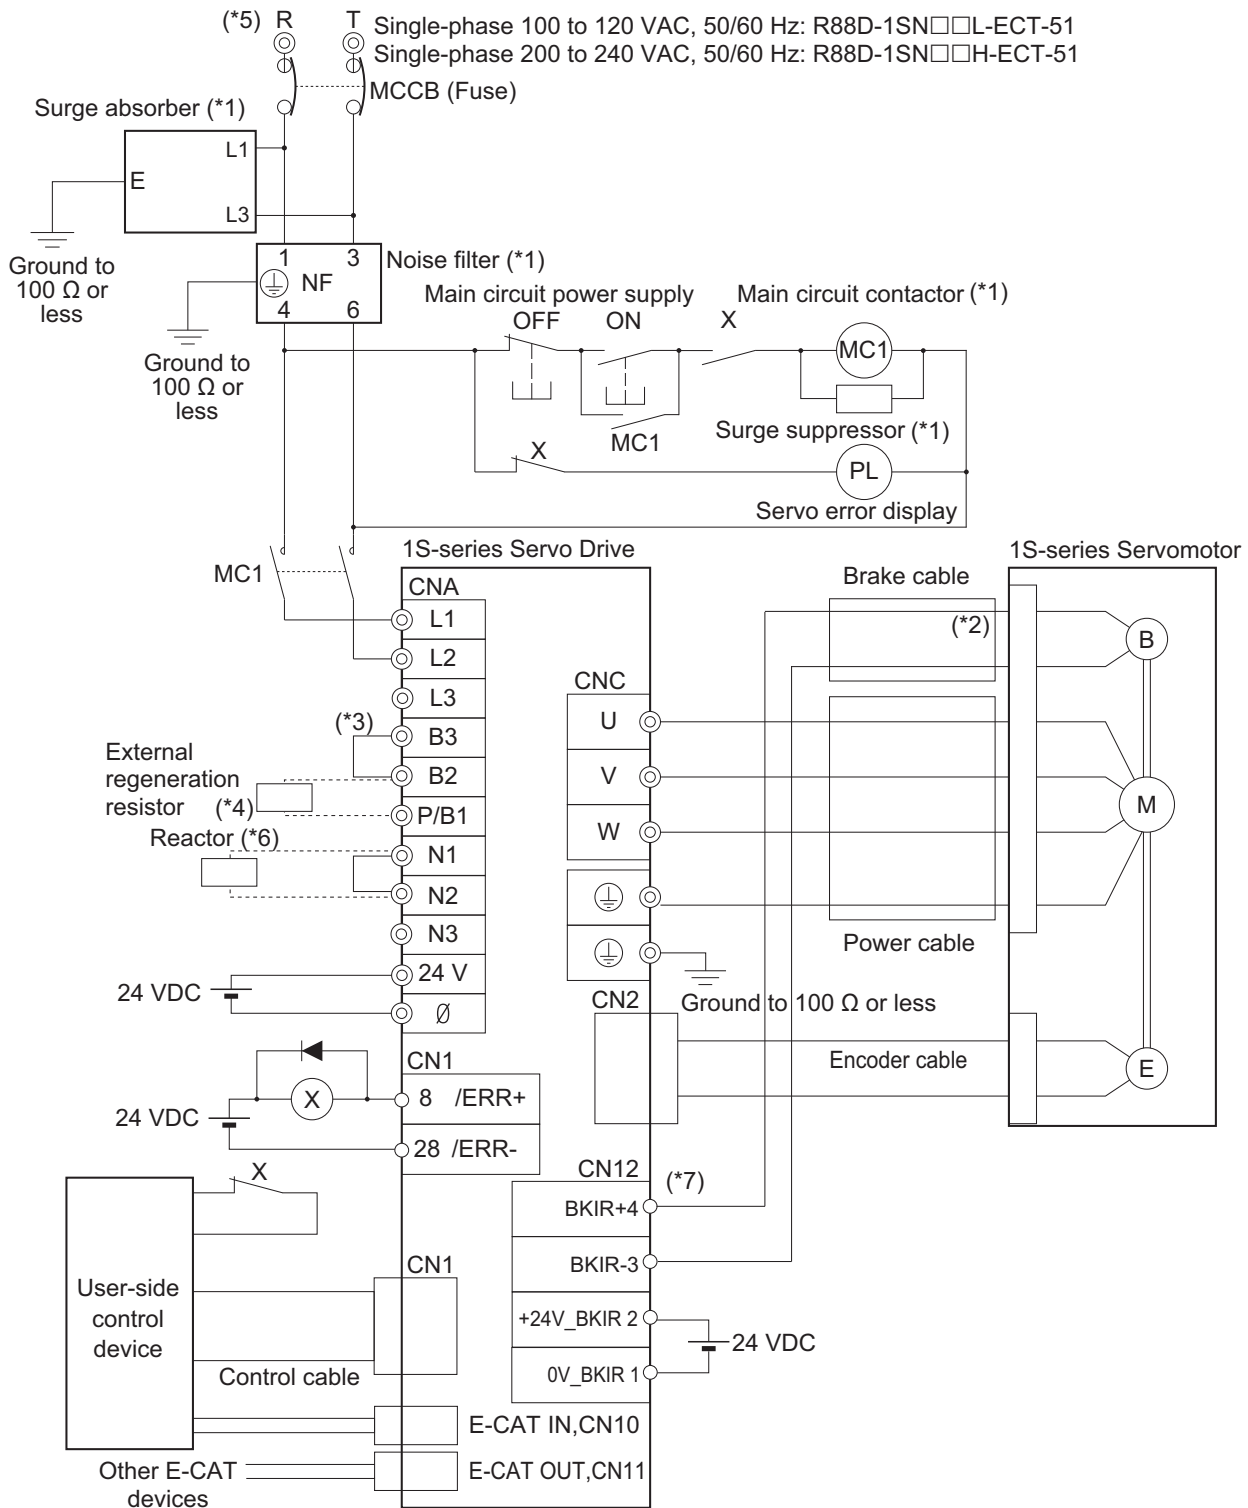 (*5) R T Single-phase 100 to 120 VAC, 50/60 Hz: R88D-1SN□□L-ECT-51
Single-phase 200 to 240 VAC, 50/60 Hz: R88D-1SN□□H-ECT-51
MCCB (Fuse)
Surge absorber (*1)
L1
E
L3
Ground to
100 Ω or
less
1 3
NF
4 6
Noise filter (*1)
Ground to
100 Ω or
less
Main circuit power supply
OFF ON
X
Main circuit contactor (*1)
MC1
MC1
Surge suppressor (*1)
X
PL
Servo error display
MC1
1S-series Servo Drive
CNA
L1
L2
L3
(*3)
B3
B2
P/B1
N1
N2
N3
24 V
Ø
External
regeneration
resistor (*4)
Reactor (*6)
24 VDC
CNC
U
V
W
Ground to 100 Ω or less
1S-series Servomotor
Brake cable
(*2)
B
M
Power cable
CN2
Encoder cable
E
CN1
8 /ERR+
28 /ERR-
X
24 VDC
CN12
(*7)
BKIR+4
BKIR-3
+24V_BKIR 2
0V_BKIR 1
24 VDC
X
User-side
control
device
CN1
Control cable
E-CAT IN,CN10
E-CAT OUT,CN11
Other E-CAT
devices